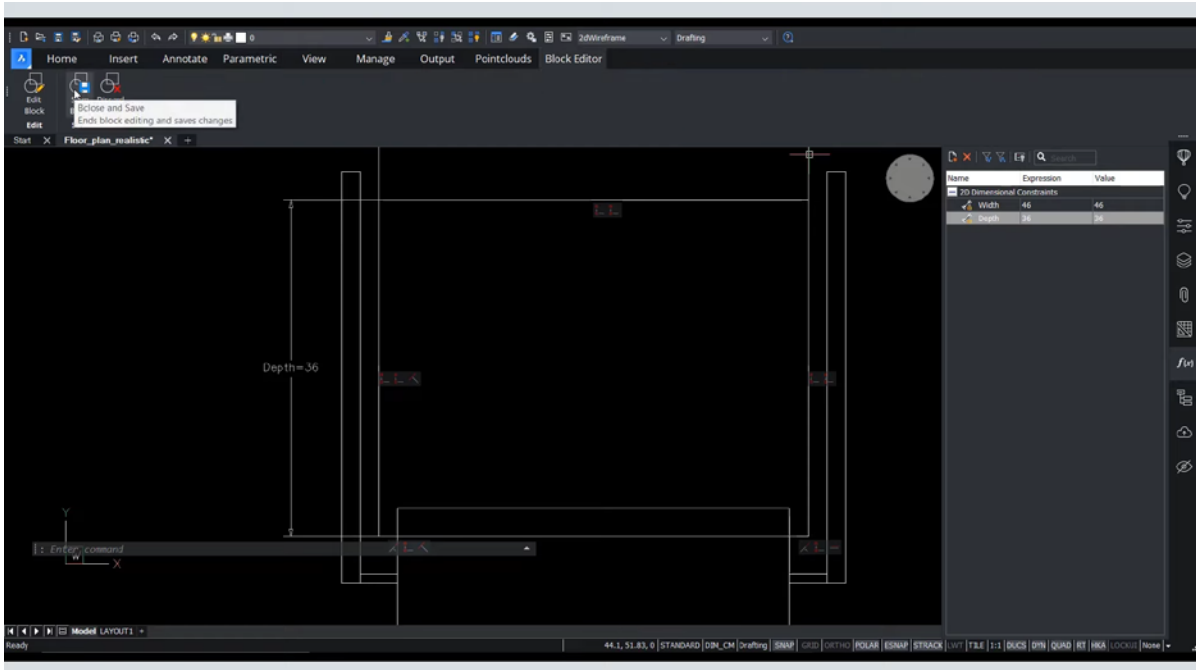 0 2dWireframe Drafting
Home Insert Annotate Parametric View Manage Output Pointclouds Block Editor
Edit
Block
Edit
Bclose and Save
Ends block editing and saves changes
Start Floor_plan_realistic*
Search
Name Expression Value
2D Dimensional Constraints
Width 46 46
Depth 36 36
f(x)
Depth=36
Y
: Enter command
W
X
Model LAYOUT1 +
Ready 44.1, 51.83, 0 STANDARD DIM_CM Drafting SNAP GRID ORTHO POLAR ESNAP STRACK LWT TILE 1:1 DUCS DYN QUAD RT HKA LOCKUI None